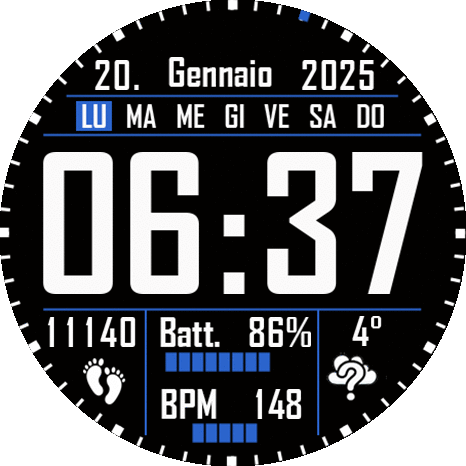 20. Gennaio 2025
LU MA ME GI VE SA DO
06:37
11140 Batt. 86% 4°
?
BPM 148